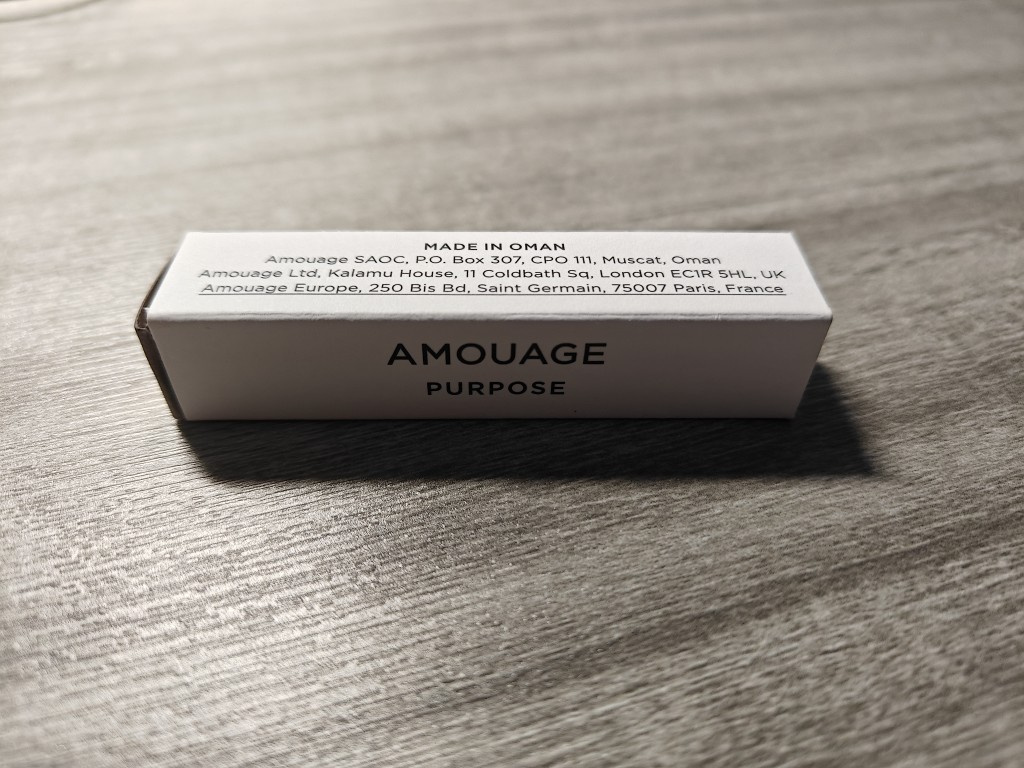 MADE IN OMAN
Amouage SAOC, P.O. Box 307, CPO 111, Muscat, Oman
Amouage Ltd, Kalamu House, 11 Coldbath Sq, London EC1R 5HL, UK
Amouage Europe, 250 Bis Bd, Saint Germain, 75007 Paris, France
AMOUAGE
PURPOSE